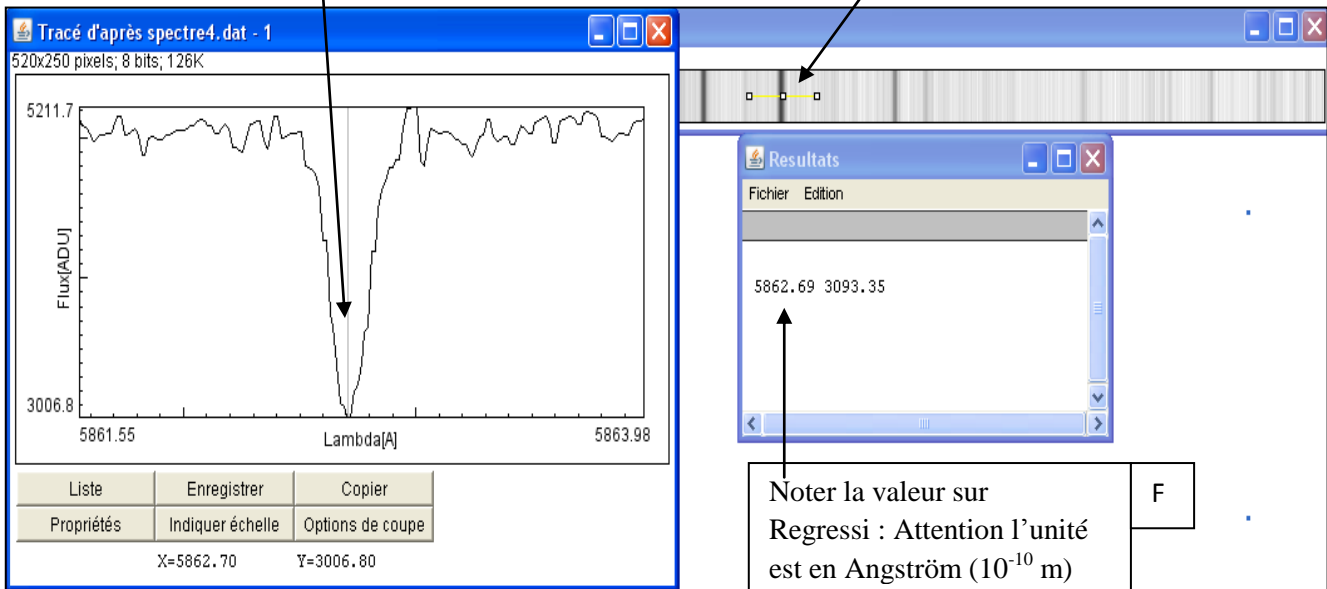 Tracé d'après spectre4.dat - 1
520x250 pixels; 8 bits; 126K
5211.7
Flux[ADU]
3006.8
5861.55
Lambda[A]
5863.98
Liste
Enregistrer
Copier
Propriétés
Indiquer échelle
Options de coupe
X=5862.70
Y=3006.80
Resultats
Fichier Edition
5862.69 3093.35
Noter la valeur sur
Regressi : Attention l'unité
est en Angström (10⁻¹⁰ m)
F